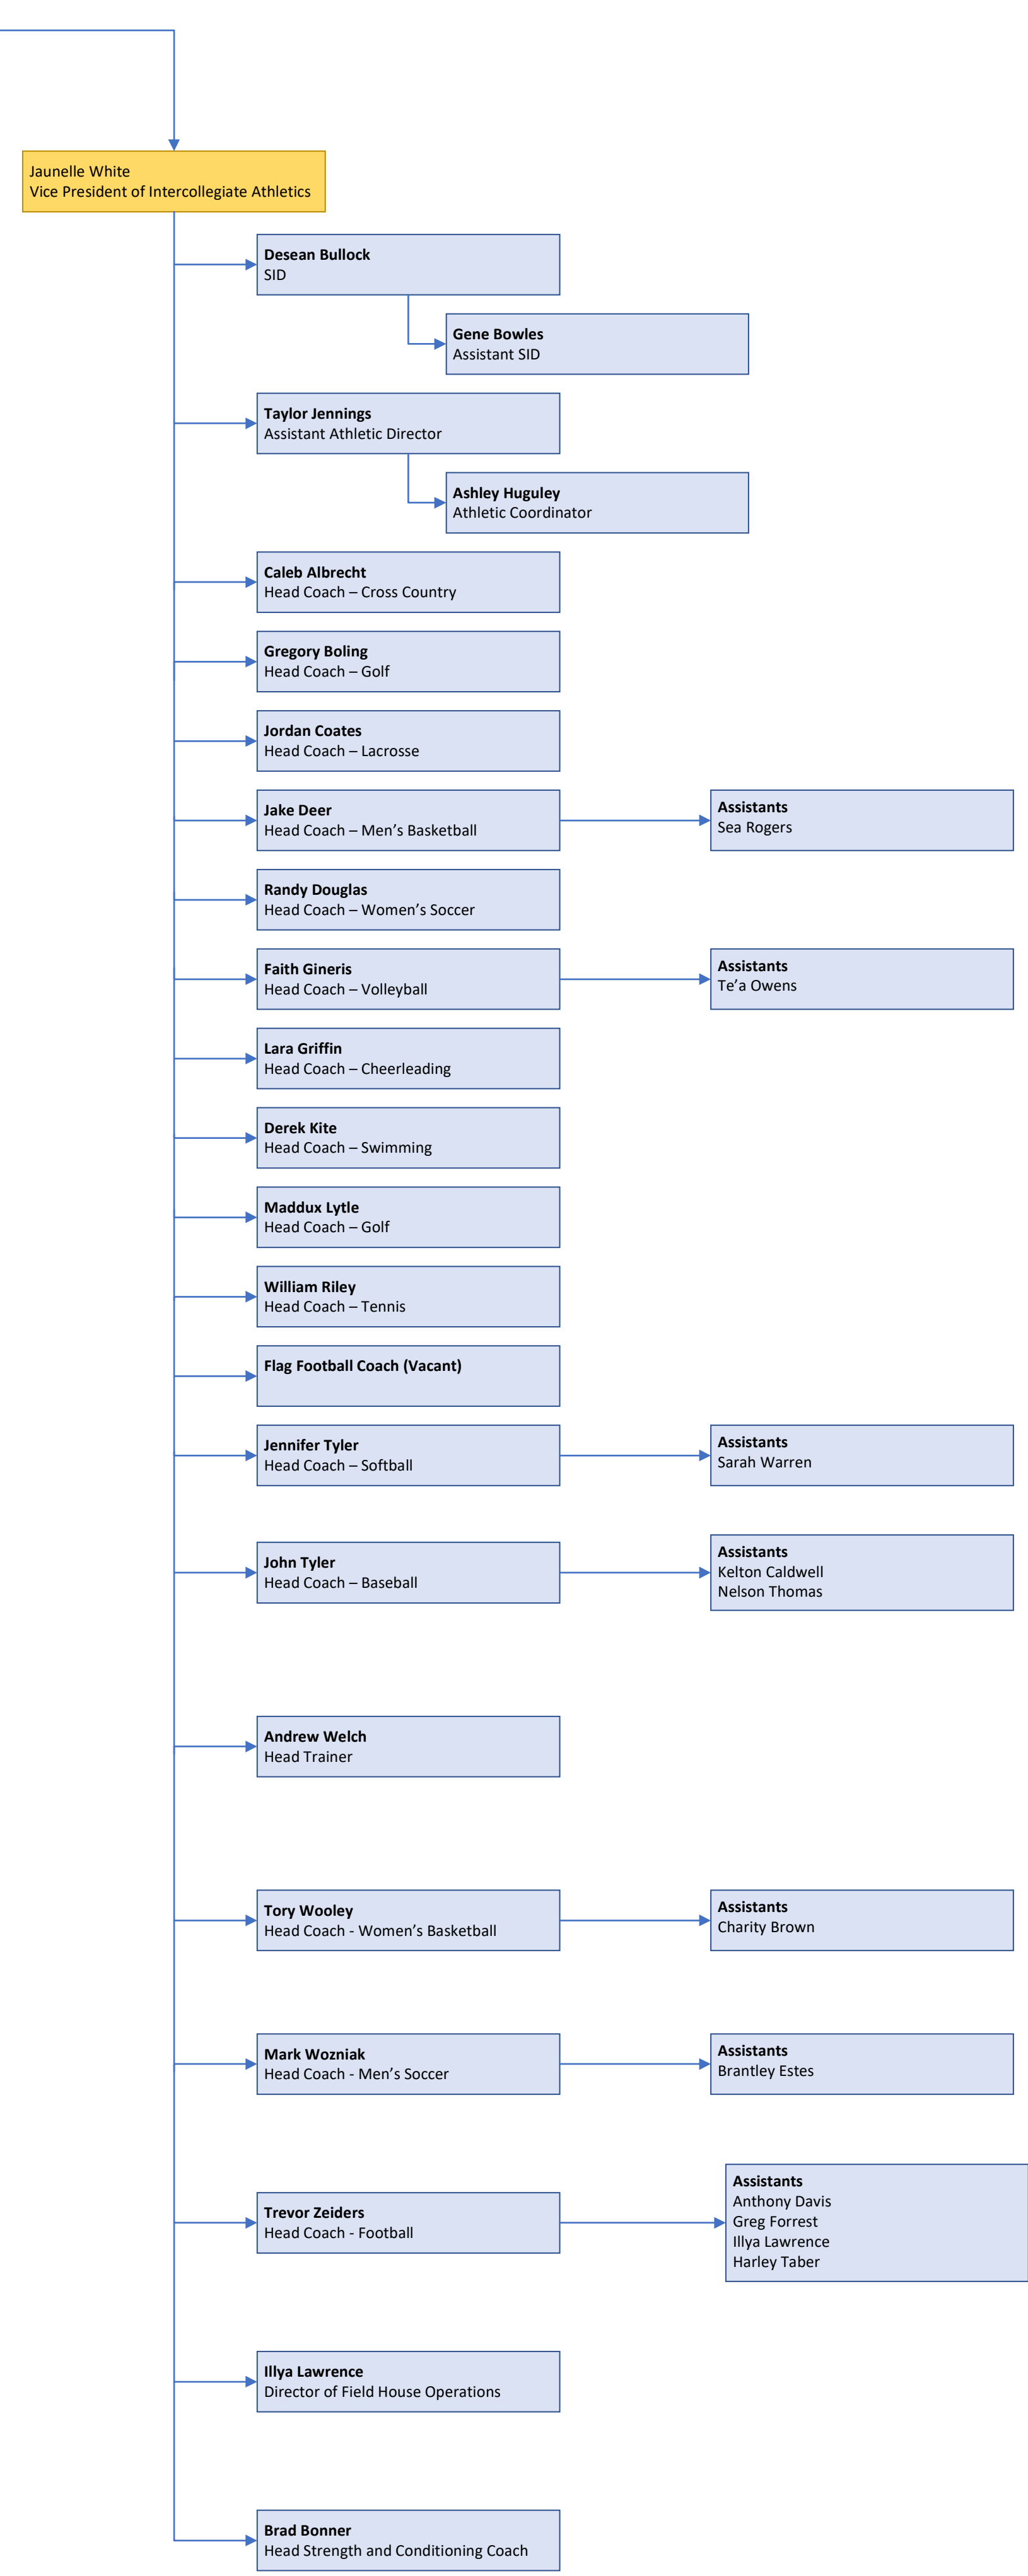 Jaunelle White
Vice President of Intercollegiate Athletics
Desean Bullock
SID
Gene Bowles
Assistant SID
Taylor Jennings
Assistant Athletic Director
Ashley Huguley
Athletic Coordinator
Caleb Albrecht
Head Coach – Cross Country
Gregory Boling
Head Coach – Golf
Jordan Coates
Head Coach – Lacrosse
Jake Deer
Head Coach – Men’s Basketball
Assistants
Sea Rogers
Randy Douglas
Head Coach – Women’s Soccer
Faith Gineris
Head Coach – Volleyball
Assistants
Te’a Owens
Lara Griffin
Head Coach – Cheerleading
Derek Kite
Head Coach – Swimming
Maddux Lytle
Head Coach – Golf
William Riley
Head Coach – Tennis
Flag Football Coach (Vacant)
Jennifer Tyler
Head Coach – Softball
Assistants
Sarah Warren
John Tyler
Head Coach – Baseball
Assistants
Kelton Caldwell
Nelson Thomas
Andrew Welch
Head Trainer
Tory Wooley
Head Coach - Women’s Basketball
Assistants
Charity Brown
Mark Wozniak
Head Coach - Men’s Soccer
Assistants
Brantley Estes
Trevor Zeiders
Head Coach - Football
Assistants
Anthony Davis
Greg Forrest
Illya Lawrence
Harley Taber
Illya Lawrence
Director of Field House Operations
Brad Bonner
Head Strength and Conditioning Coach